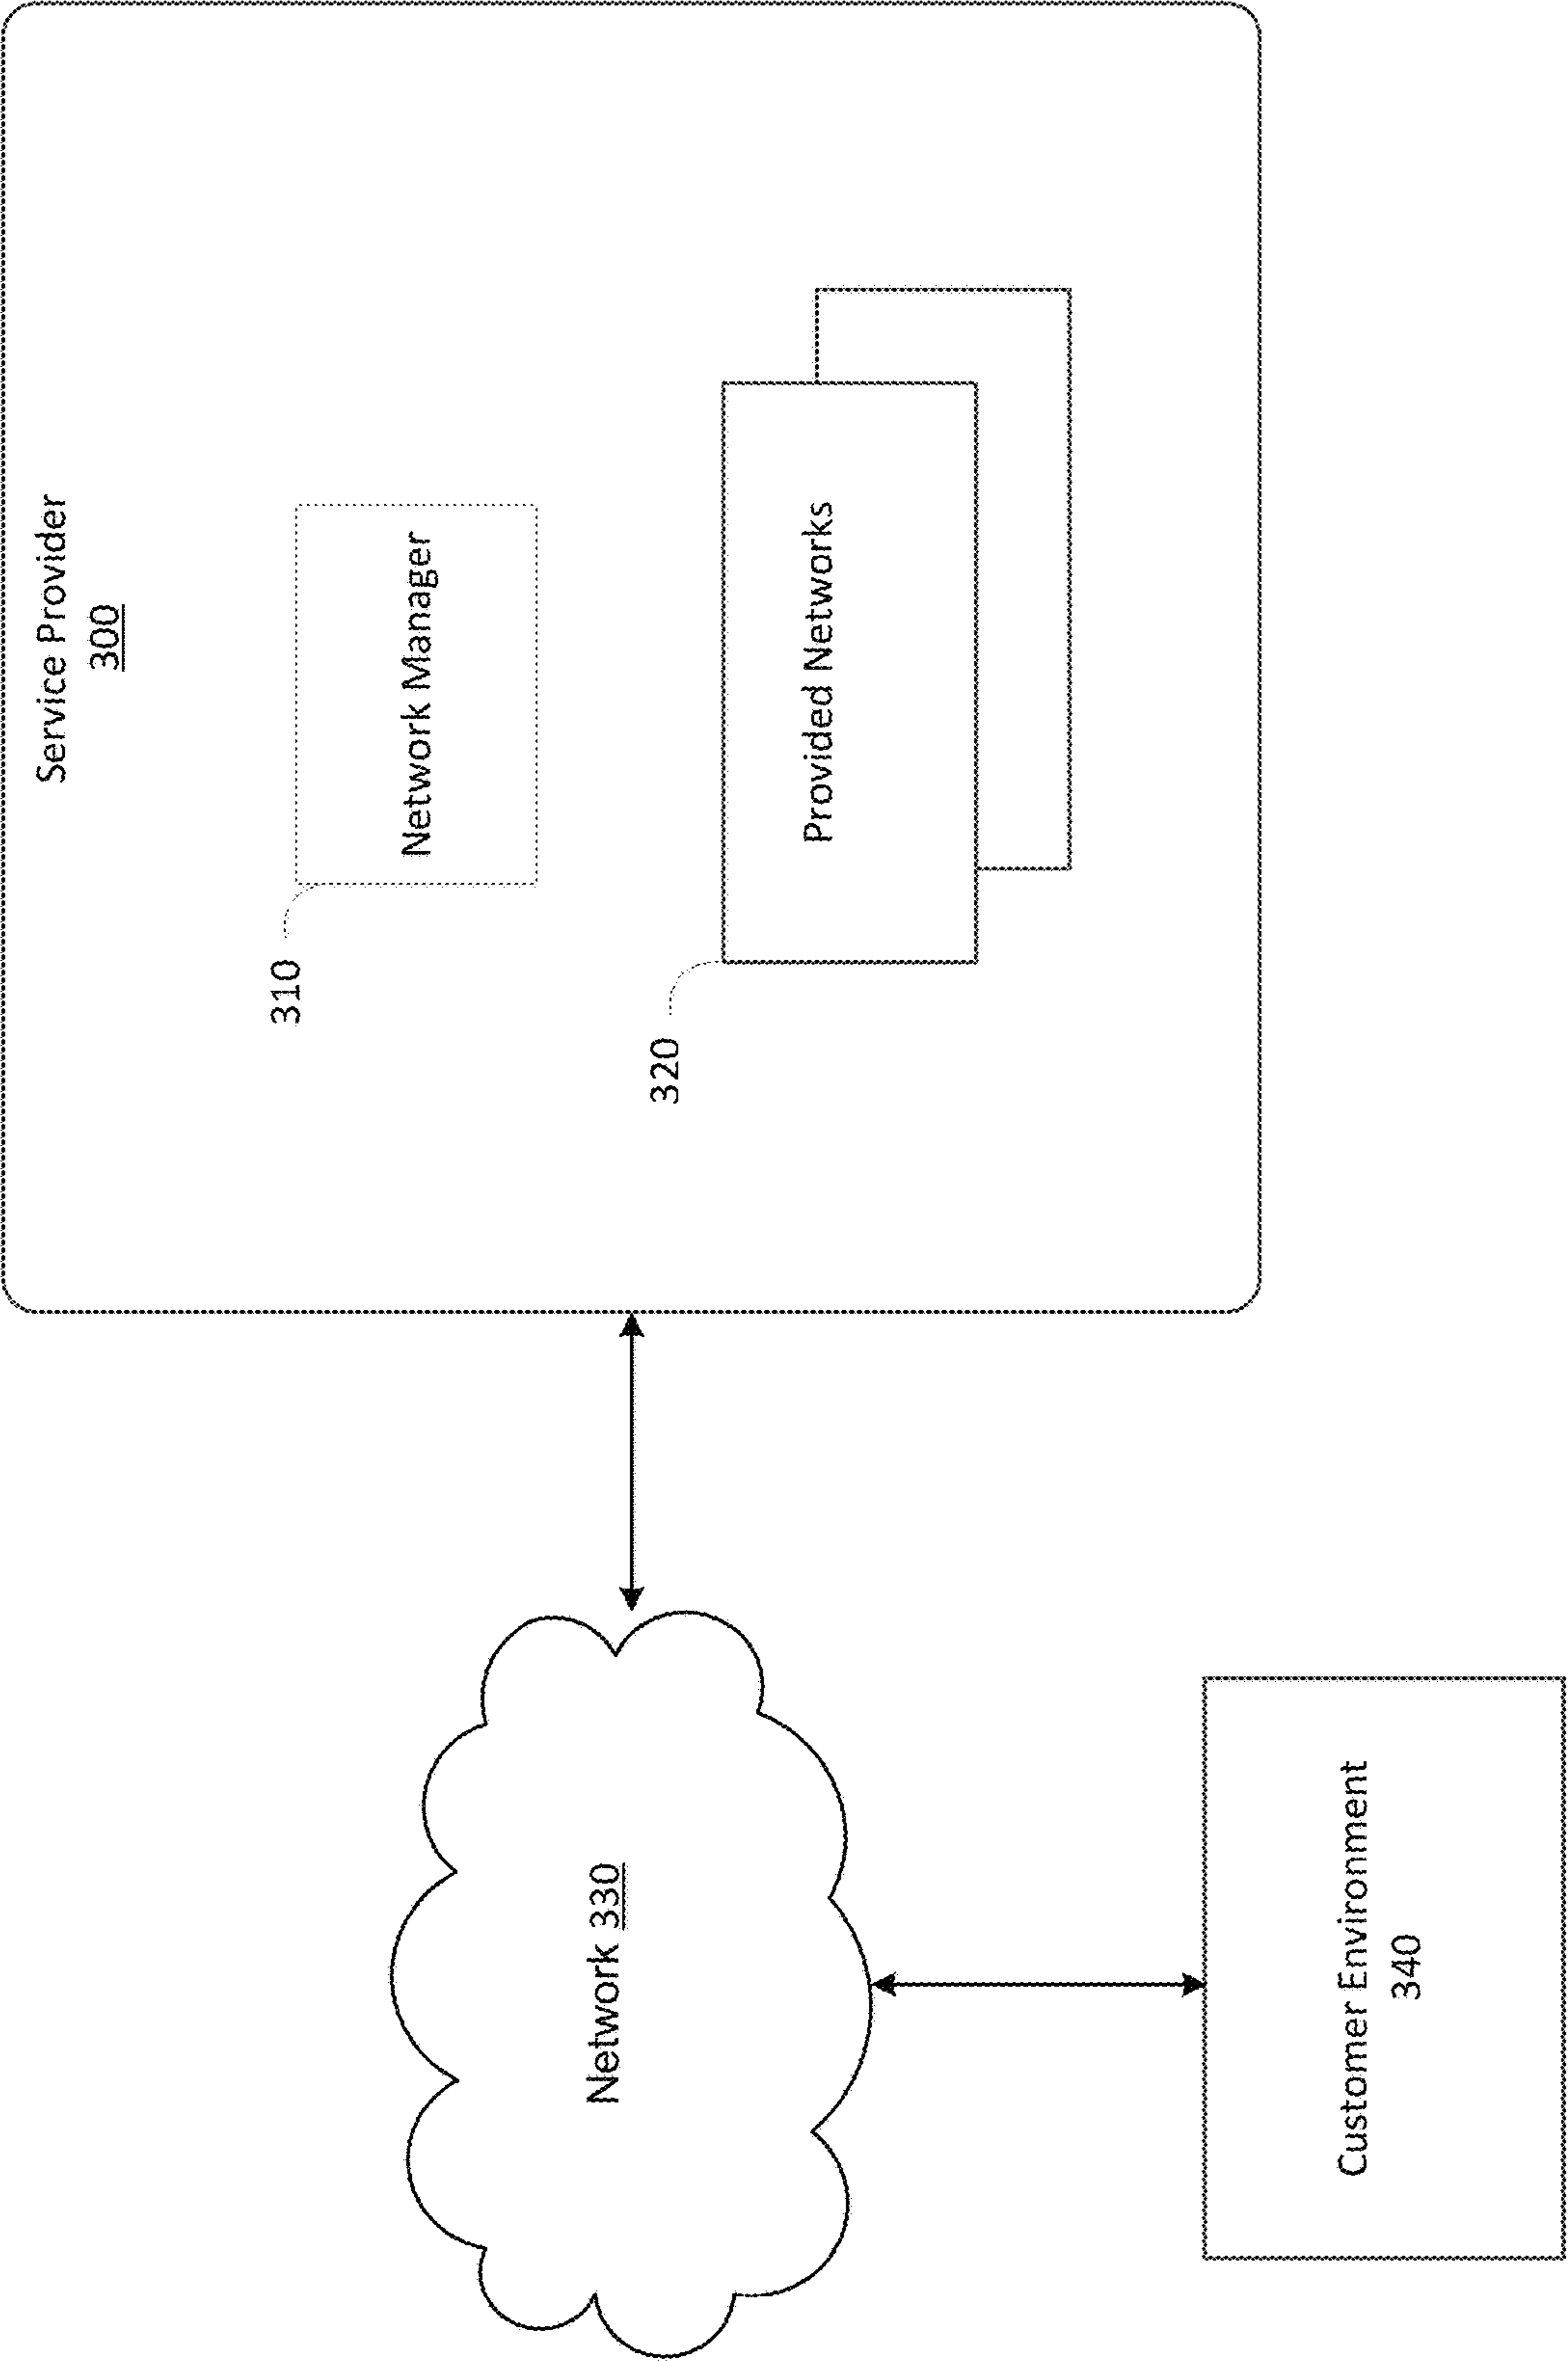 Service Provider
300
310
Network Manager
320
Provided Networks
Network 330
Customer Environment
340